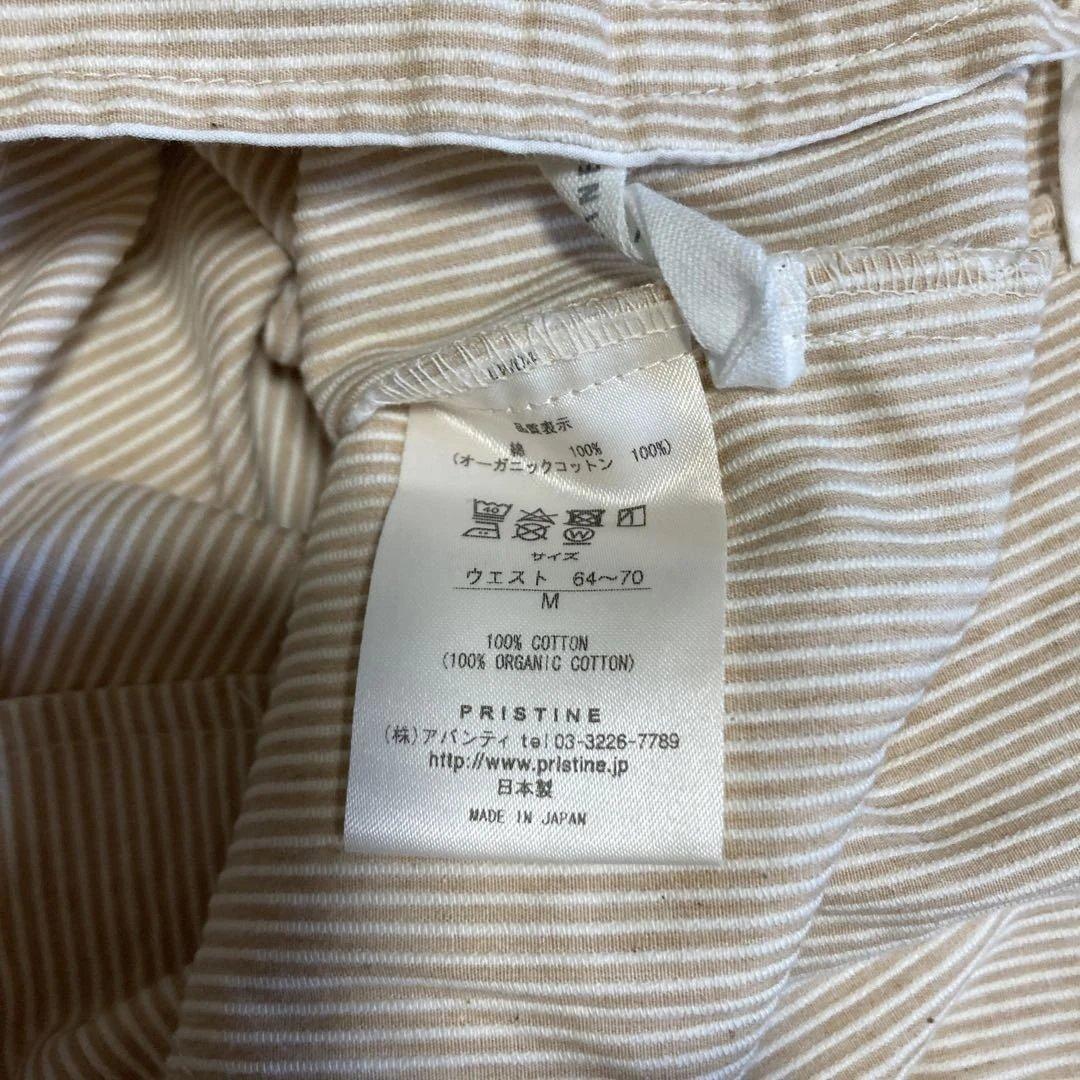 INE
品質表示
綿 100%
(オーガニックコットン 100%)
40
W
サイズ
ウエスト 64～70
M
100% COTTON
(100% ORGANIC COTTON)
PRISTINE
(株)アバンティ tel 03-3226-7789
http://www.pristine.jp
日本製
MADE IN JAPAN